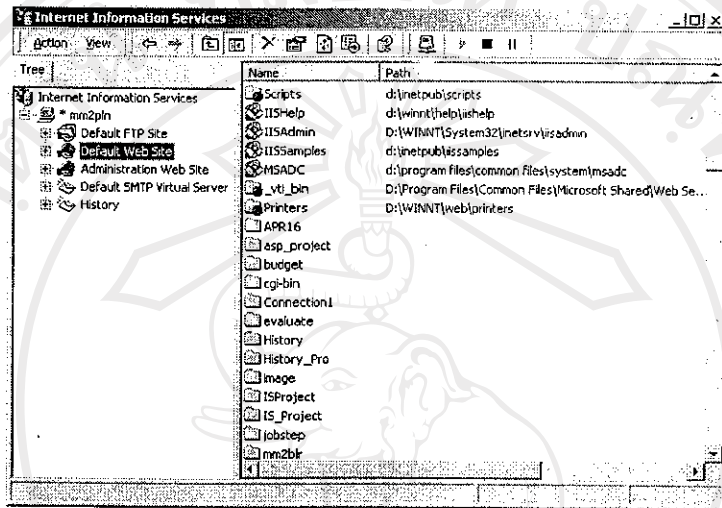 Internet Information Services
Action View
Tree
Internet Information Services
* mm2pln
Default FTP Site
Default Web Site
Administration Web Site
Default SMTP Virtual Server
History
Name Path
Scripts d:\inetpub\scripts
IISHelp d:\winnt\help\iishelp
IISAdmin D:\WINNT\System32\inetsrv\iisadmin
IISSamples d:\inetpub\iissamples
MSADC d:\program files\common files\system\msadc
_vti_bin D:\Program Files\Common Files\Microsoft Shared\Web Se...
Printers D:\WINNT\web\printers
APR16
asp_project
budget
cgi-bin
Connection1
evaluate
History
History_Pro
image
ISProject
IS_Project
jobstep
mm2blr